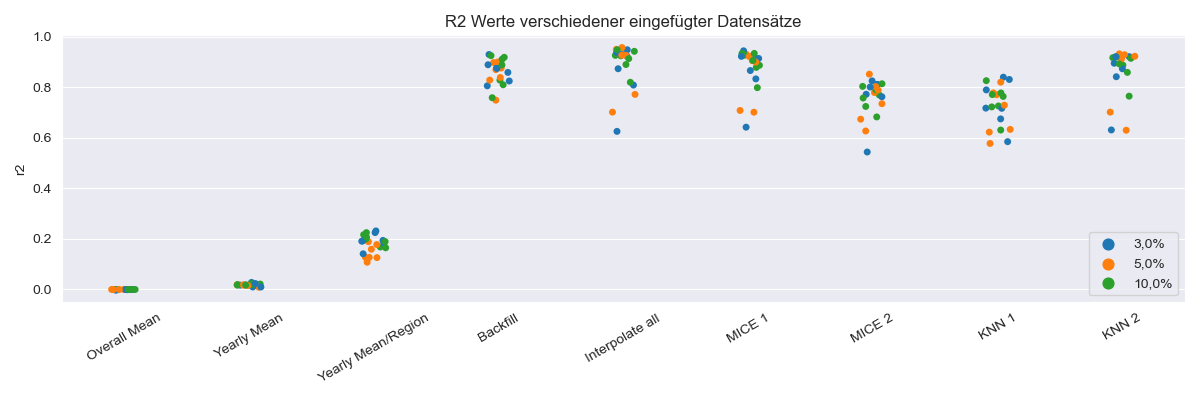 R2 Werte verschiedener eingefügter Datensätze
1.0
0.8
0.6
0.4
0.2
0.0
r2
3,0%
5,0%
10,0%
Overall Mean
Yearly Mean
Yearly Mean/Region
Backfill
Interpolate all
MICE 1
MICE 2
KNN 1
KNN 2